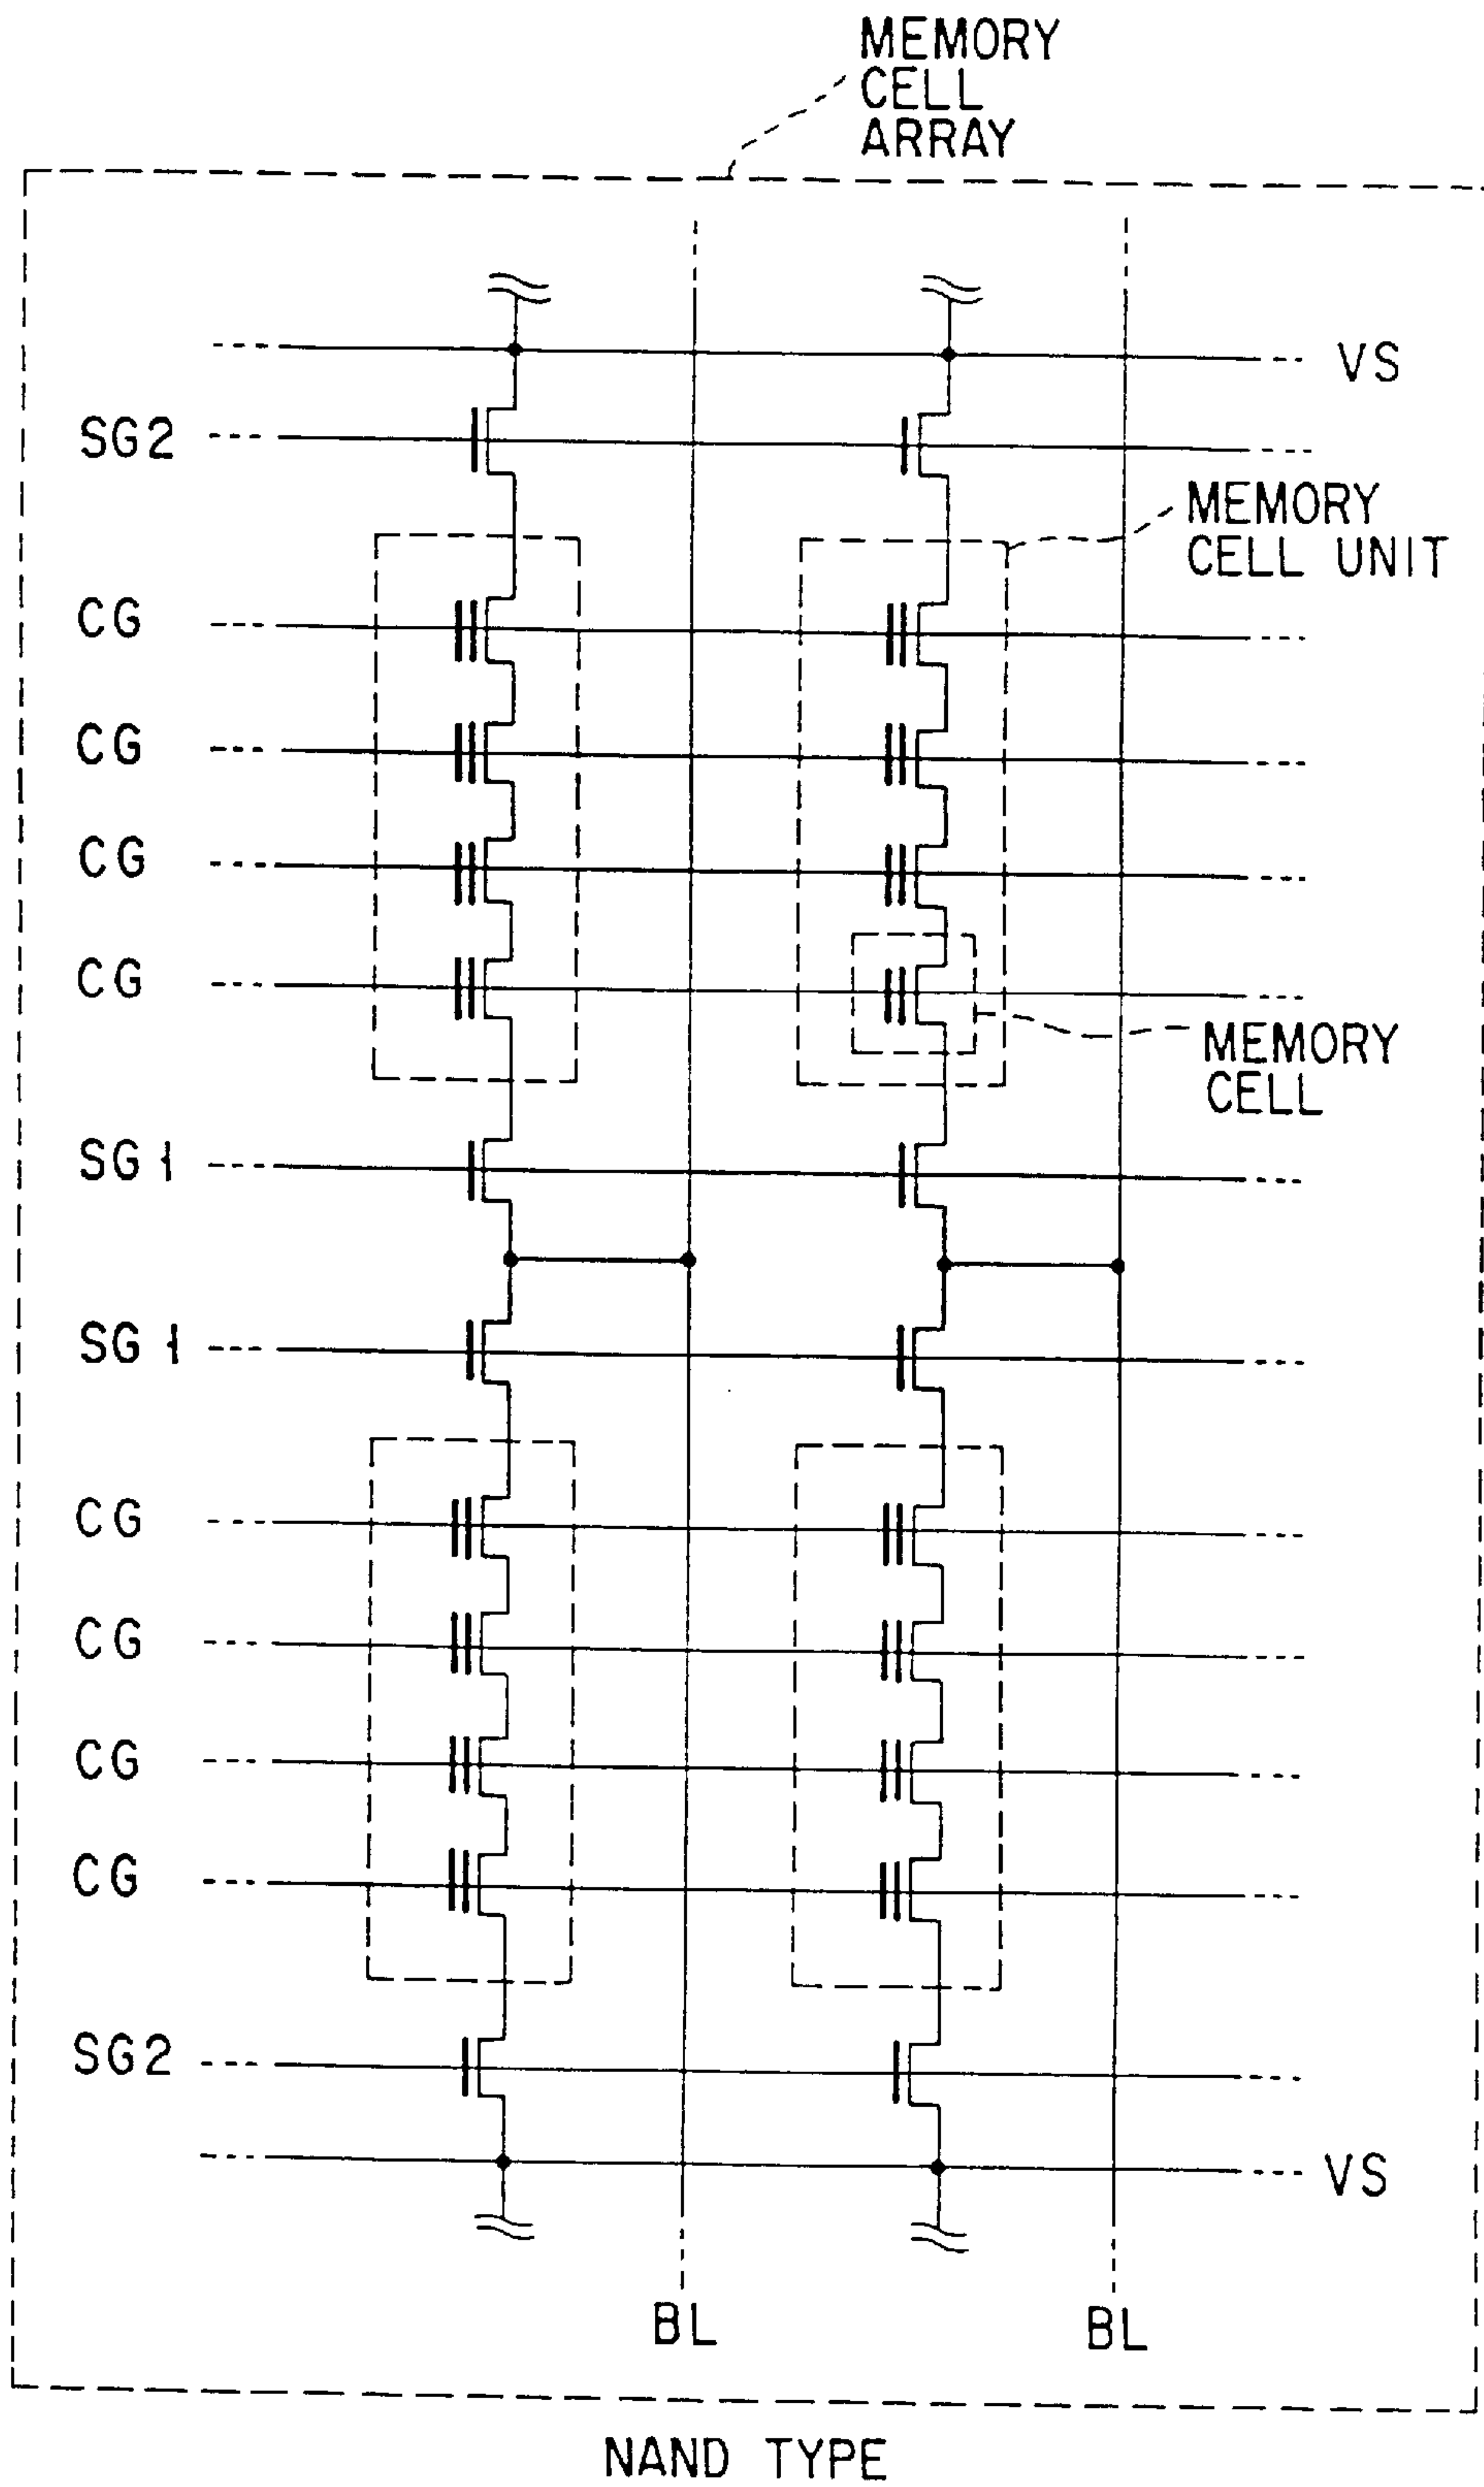 MEMORY
CELL
ARRAY
VS
SG2
MEMORY
CELL UNIT
CG
CG
CG
CG
MEMORY
CELL
SG1
SG1
CG
CG
CG
CG
SG2
VS
BL BL
NAND TYPE